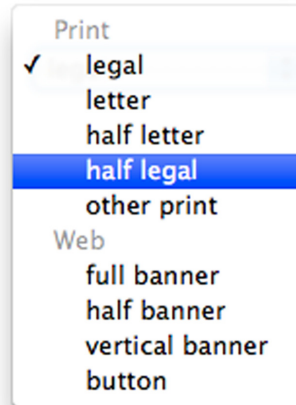 Print
✓ legal
letter
half letter
half legal
other print
Web
full banner
half banner
vertical banner
button